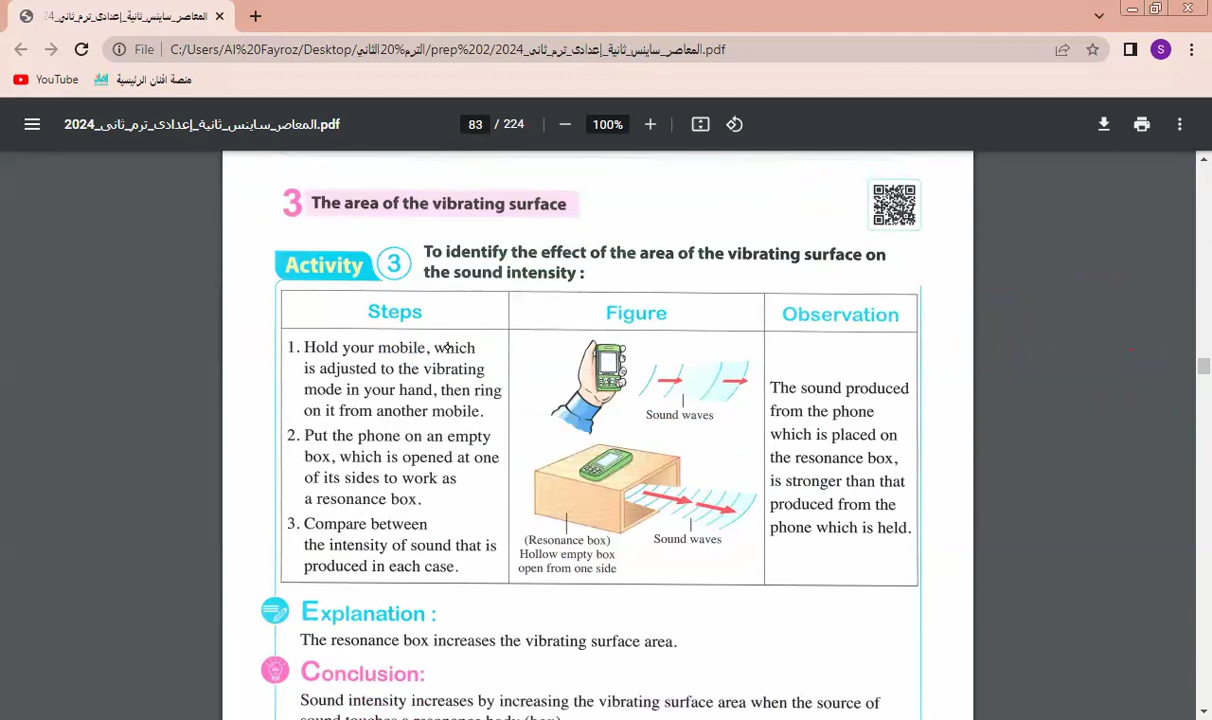 المعاصر_ساينس_ثانية_إعدادى_ترم_ثانى_24
File C:/Users/Al%20Fayroz/Desktop/الترم%20الثاني/prep%202/2024_المعاصر_ساينس_ثانية_إعدادى_ترم_ثانى.pdf
S
YouTube منصة افنان الرئيسية
2024_المعاصر_ساينس_ثانية_إعدادى_ترم_ثانى.pdf 83 / 224 100%
3 The area of the vibrating surface
Activity 3 To identify the effect of the area of the vibrating surface on
the sound intensity :
Steps Figure Observation
1. Hold your mobile, which
is adjusted to the vibrating
mode in your hand, then ring
on it from another mobile.
2. Put the phone on an empty
box, which is opened at one
of its sides to work as
a resonance box.
3. Compare between
the intensity of sound that is
produced in each case.
Sound waves
(Resonance box)
Hollow empty box
open from one side
Sound waves
The sound produced
from the phone
which is placed on
the resonance box,
is stronger than that
produced from the
phone which is held.
Explanation :
The resonance box increases the vibrating surface area.
Conclusion:
Sound intensity increases by increasing the vibrating surface area when the source of
sound touches a resonance body (box)